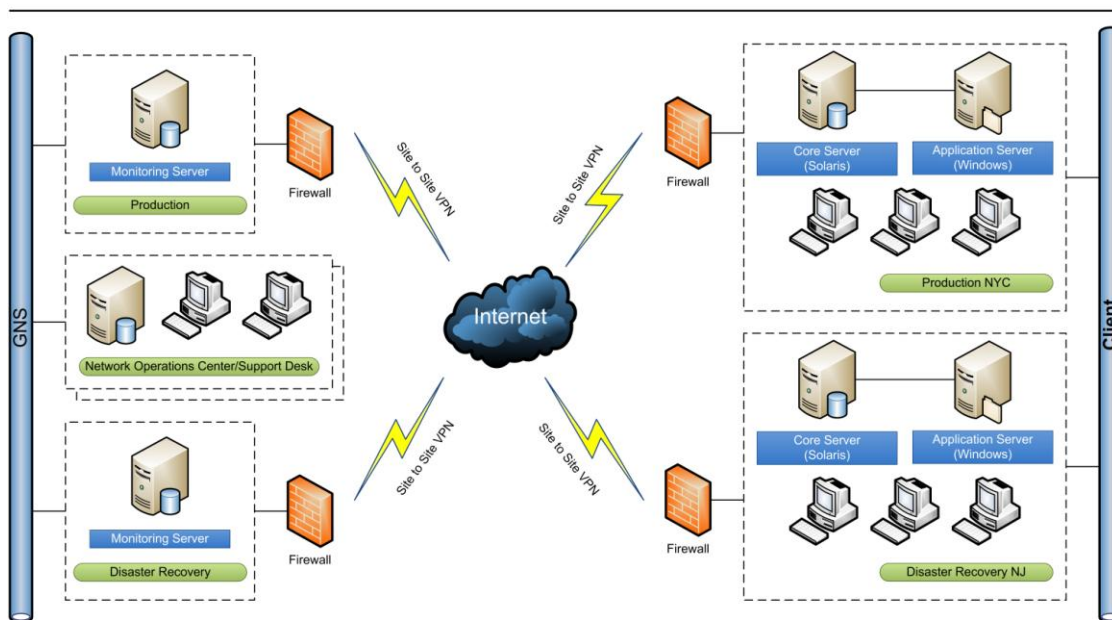 GNS
Monitoring Server
Production
Firewall
Site to Site VPN
Network Operations Center/Support Desk
Monitoring Server
Disaster Recovery
Firewall
Site to Site VPN
Internet
Site to Site VPN
Firewall
Core Server
(Solaris)
Application Server
(Windows)
Production NYC
Site to Site VPN
Firewall
Core Server
(Solaris)
Application Server
(Windows)
Disaster Recovery NJ
Client